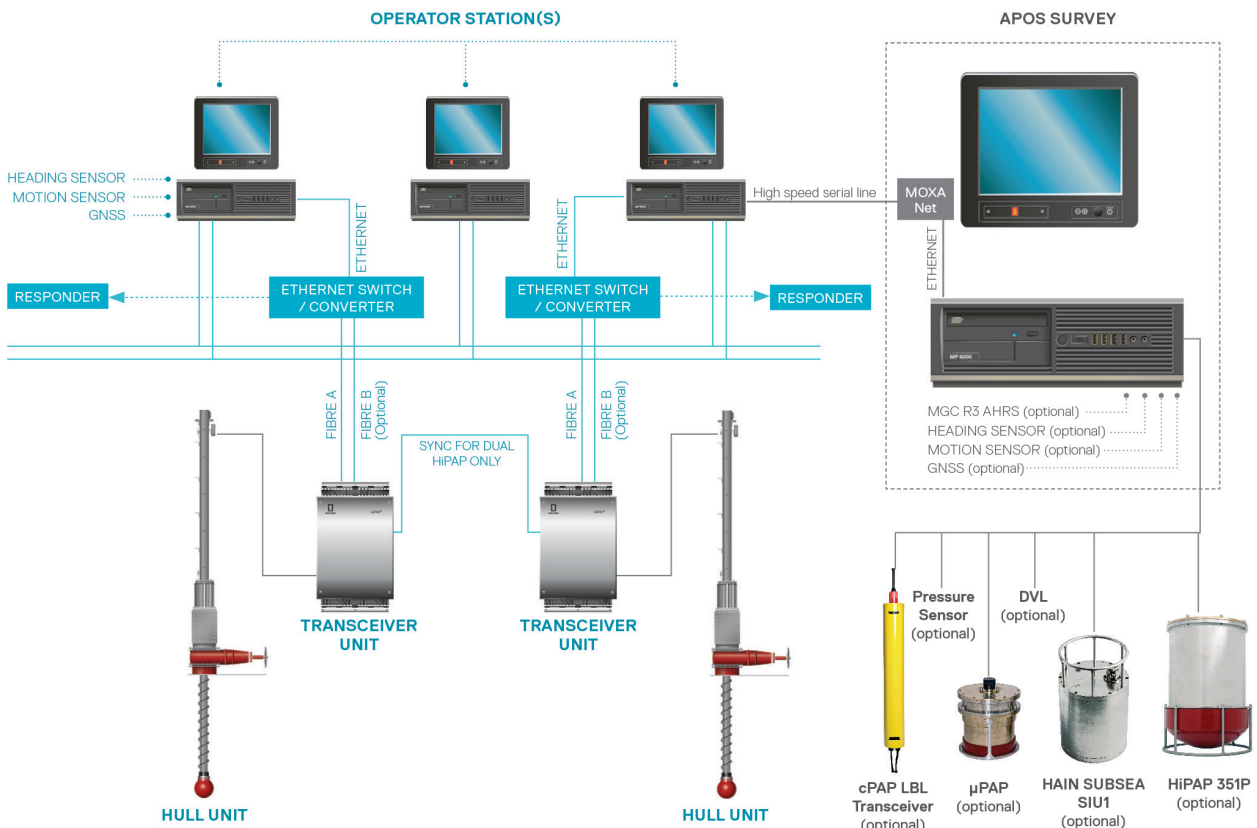 OPERATOR STATION(S)
APOS SURVEY
HEADING SENSOR
MOTION SENSOR
GNSS
ETHERNET
ETHERNET
High speed serial line
MOXA
Net
ETHERNET
RESPONDER
ETHERNET SWITCH
/ CONVERTER
ETHERNET SWITCH
/ CONVERTER
RESPONDER
MP 8200
MGC R3 AHRS (optional)
HEADING SENSOR (optional)
MOTION SENSOR (optional)
GNSS (optional)
FIBRE A
FIBRE B
(Optional)
SYNC FOR DUAL
HiPAP ONLY
FIBRE A
FIBRE B
(Optional)
TRANSCEIVER
UNIT
TRANSCEIVER
UNIT
HULL UNIT
HULL UNIT
Pressure
Sensor
(optional)
DVL
(optional)
cPAP LBL
Transceiver
(optional)
µPAP
(optional)
HAIN SUBSEA
SIU1
(optional)
HiPAP 351P
(optional)